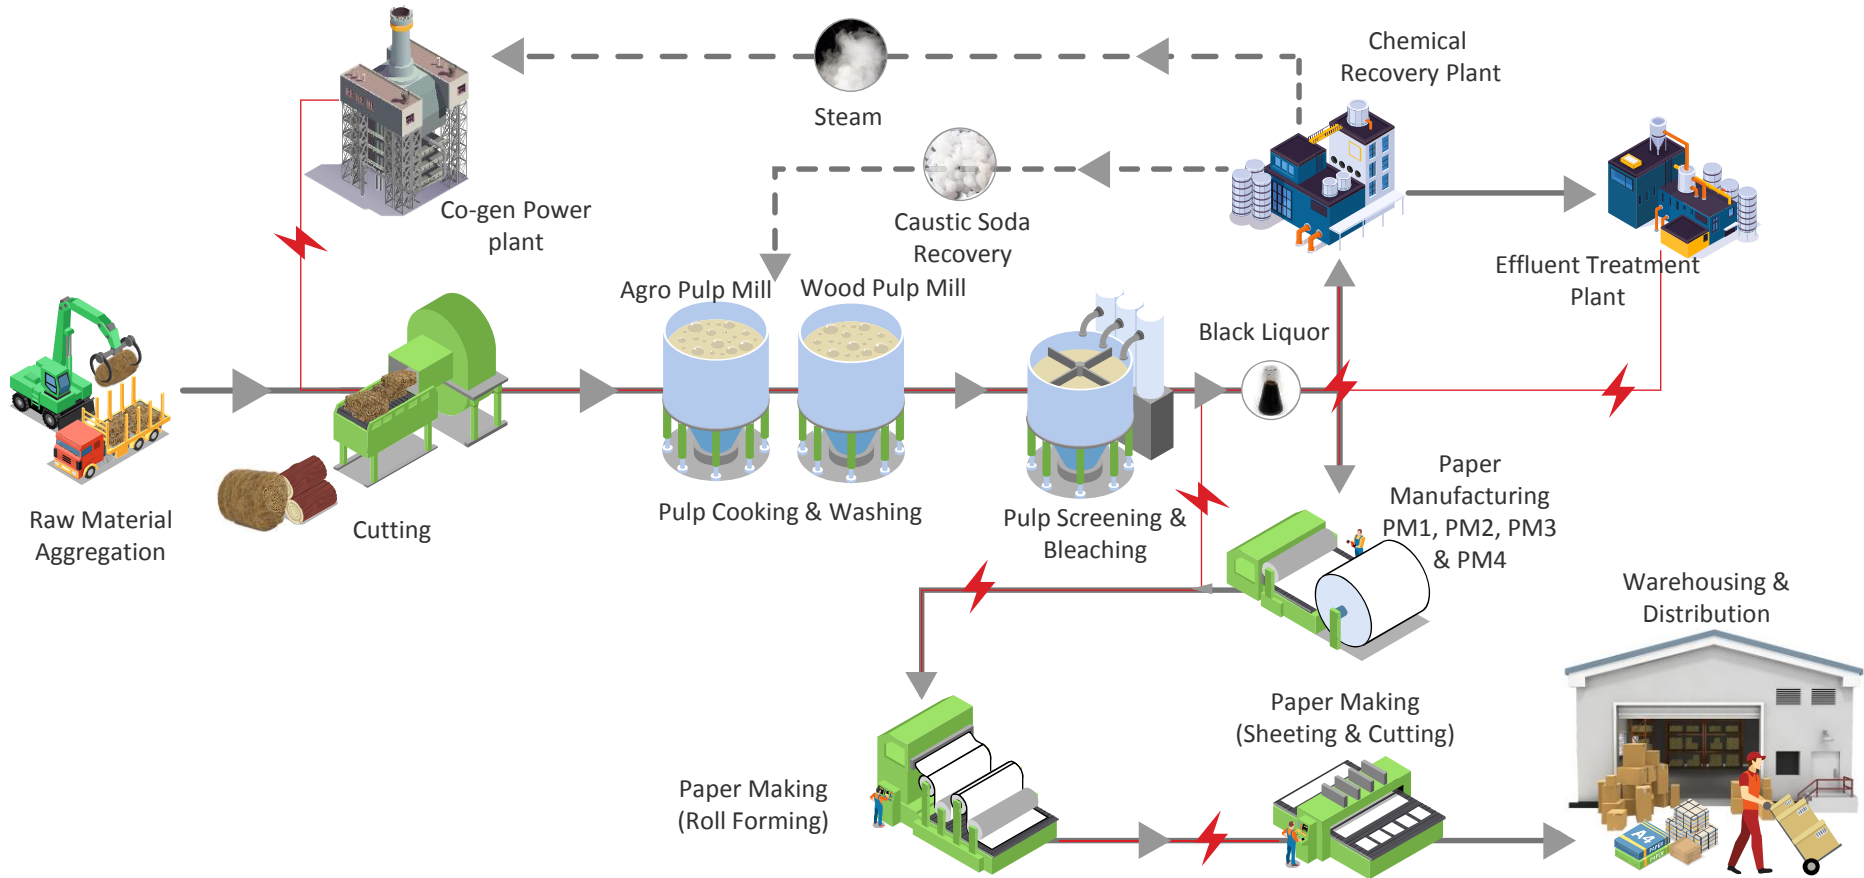 Chemical
Recovery Plant
Steam
Caustic Soda
Recovery
Co-gen Power
plant
Effluent Treatment
Plant
Agro Pulp Mill
Wood Pulp Mill
Black Liquor
Raw Material
Aggregation
Cutting
Pulp Cooking & Washing
Pulp Screening &
Bleaching
Paper
Manufacturing
PM1, PM2, PM3
& PM4
Warehousing &
Distribution
Paper Making
(Roll Forming)
Paper Making
(Sheeting & Cutting)
A4
PAPER